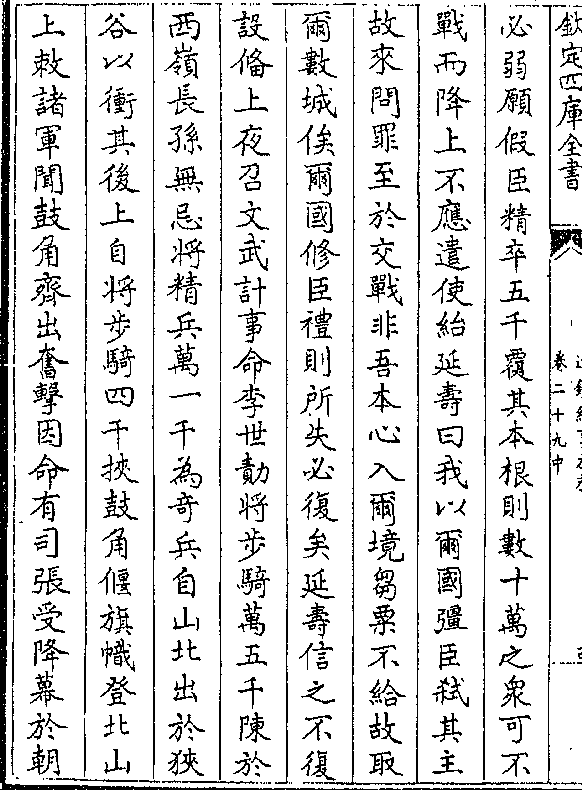 欽定四庫全書
卷二十九中
必弱願假臣精卒五千覆其本根則數十萬之衆可不
戰而降上不應遣使紿延壽曰我以爾國彊臣弑其主
故來問罪至於交戰非吾本心入爾境芻粟不給故取
爾數城俟爾國修臣禮則所失必復矣延壽信之不復
設俻上夜召文武計事命李世勣將步騎萬五千陳於
西嶺長孫無忌將精兵萬一千為奇兵自山北出於狹
谷以衝其後上自將步騎四千挾鼓角偃旗幟登北山
上敕諸軍聞鼓角齊出奮擊因命有司張受降幕於朝